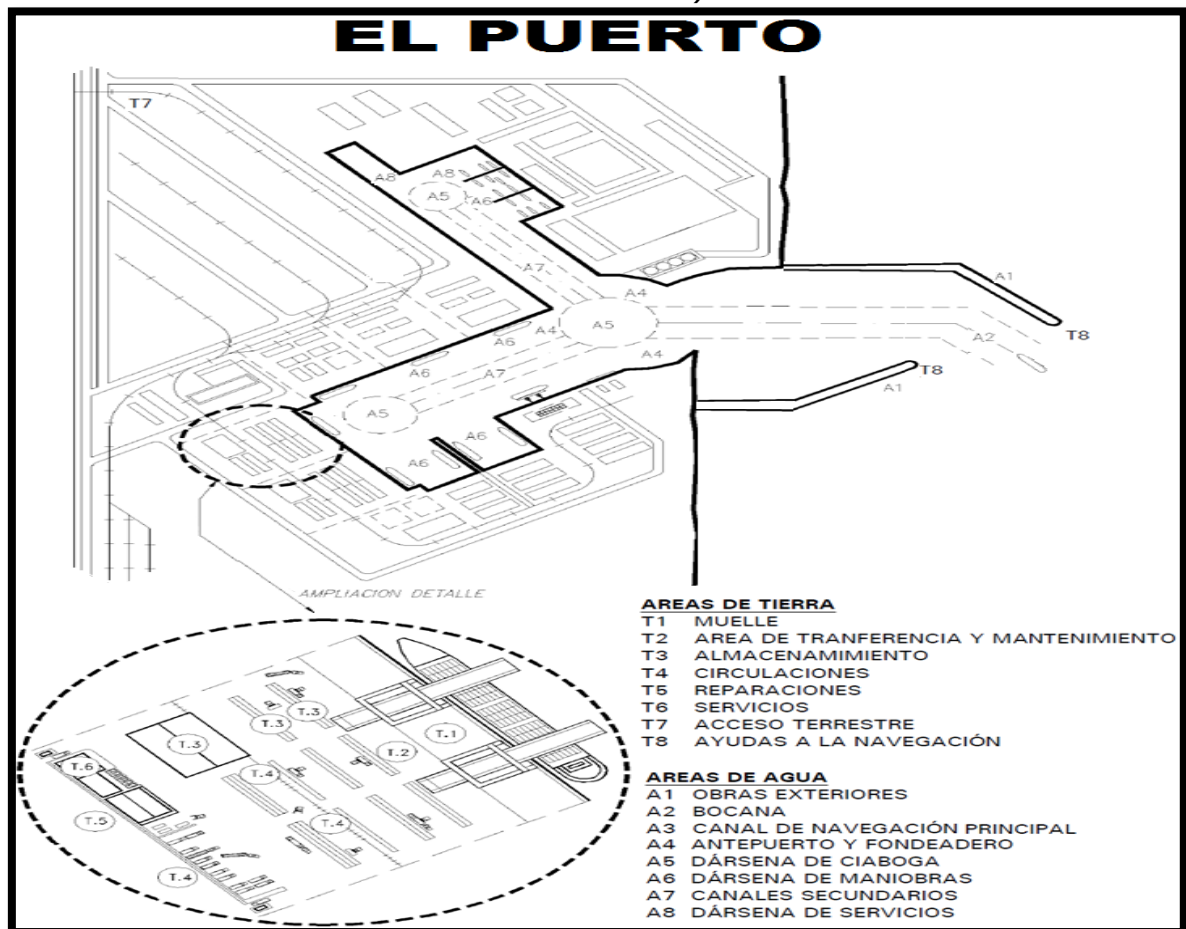 EL PUERTO
T7
A8
A8
A5
A6
A7
A4
A1
A5
A4
T8
A2
A6
A4
T8
A6
A7
A1
A5
A6
A6
AMPLIACION DETALLE
T.3
T.3
T.1
T.3
T.2
T.6
T.4
T.5
T.4
T.4
AREAS DE TIERRA
T1 MUELLE
T2 AREA DE TRANFERENCIA Y MANTENIMIENTO
T3 ALMACENAMIMIENTO
T4 CIRCULACIONES
T5 REPARACIONES
T6 SERVICIOS
T7 ACCESO TERRESTRE
T8 AYUDAS A LA NAVEGACIÓN
AREAS DE AGUA
A1 OBRAS EXTERIORES
A2 BOCANA
A3 CANAL DE NAVEGACIÓN PRINCIPAL
A4 ANTEPUERTO Y FONDEADERO
A5 DÁRSENA DE CIABOGA
A6 DÁRSENA DE MANIOBRAS
A7 CANALES SECUNDARIOS
A8 DÁRSENA DE SERVICIOS